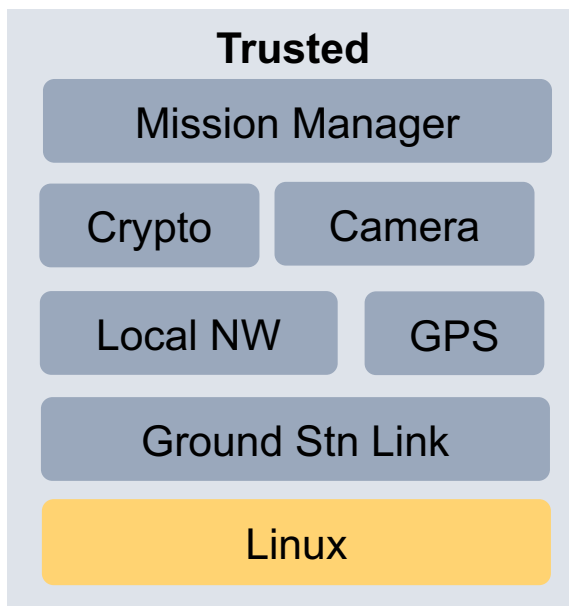 Trusted
Mission Manager
Crypto
Camera
Local NW
GPS
Ground Stn Link
Linux